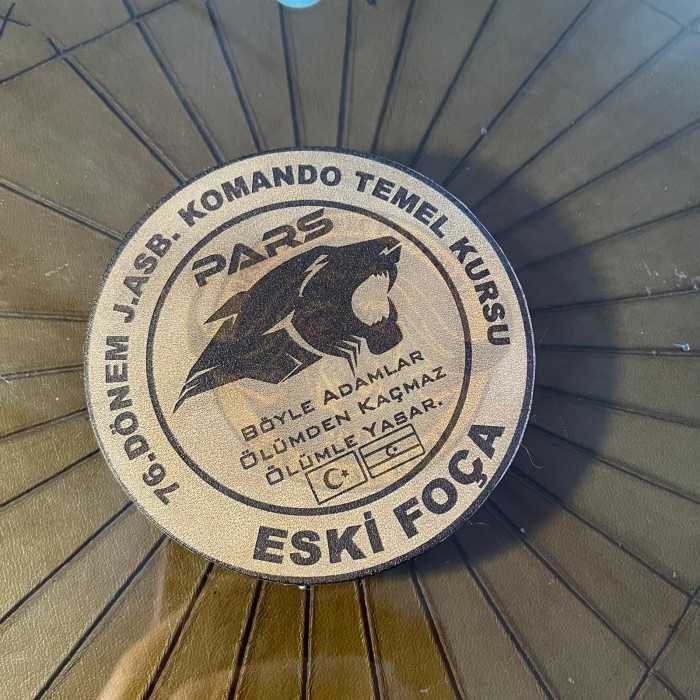 76.DÖNEM J.ASB. KOMANDO TEMEL KURSU
PARS
BÖYLE ADAMLAR
ÖLÜMDEN KAÇMAZ
ÖLÜMLE YAŞAR.
ESKİ FOÇA